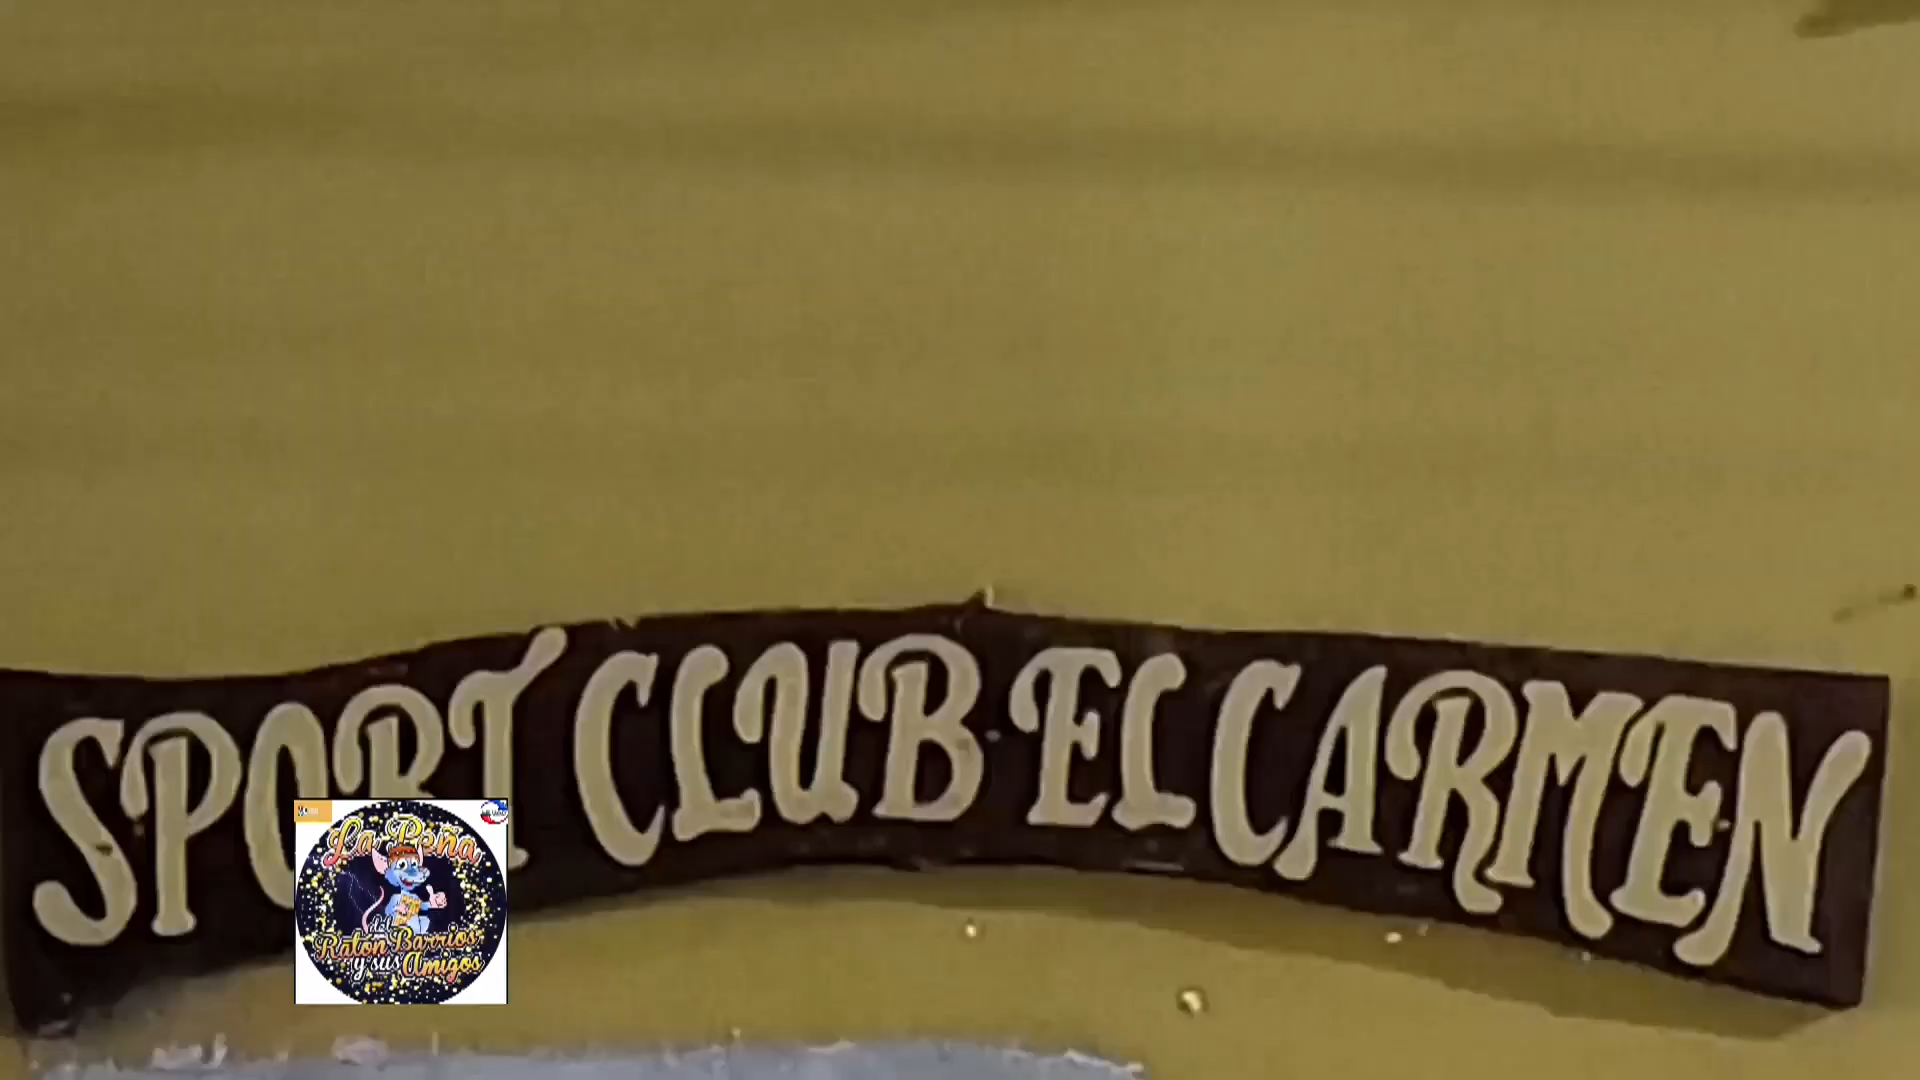 SPORT CLUB EL CARMEN
La Peña
del
Ratón Barrios
y sus Amigos